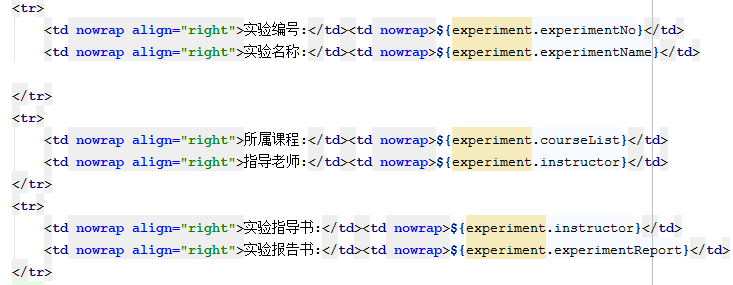 <tr>
<td nowrap align="right">实验编号:</td><td nowrap>${experiment.experimentNo}</td>
<td nowrap align="right">实验名称:</td><td nowrap>${experiment.experimentName}</td>
</tr>
<tr>
<td nowrap align="right">所属课程:</td><td nowrap>${experiment.courseList}</td>
<td nowrap align="right">指导老师:</td><td nowrap>${experiment.instructor}</td>
</tr>
<tr>
<td nowrap align="right">实验指导书:</td><td nowrap>${experiment.instructor}</td>
<td nowrap align="right">实验报告书:</td><td nowrap>${experiment.experimentReport}</td>
</tr>